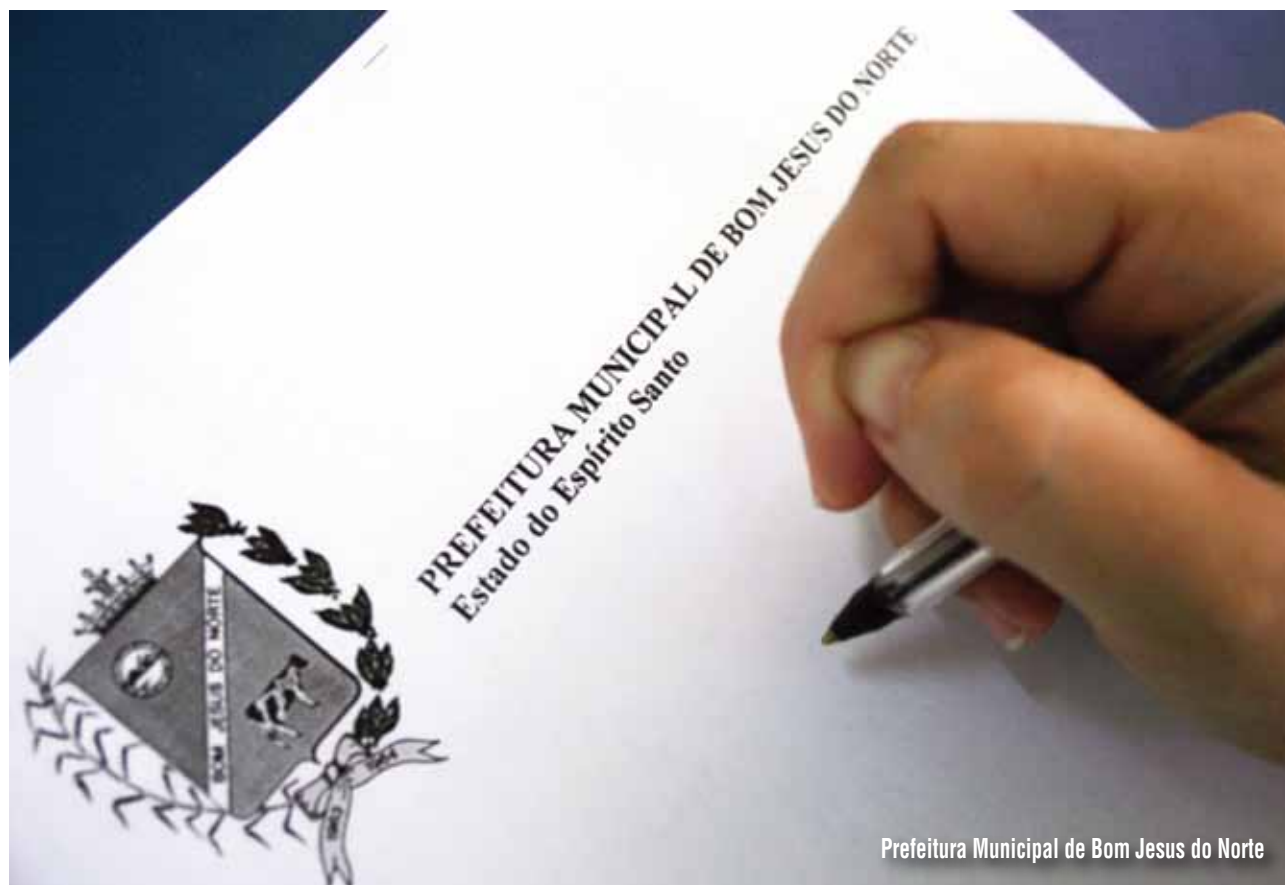 PREFEITURA MUNICIPAL DE BOM JESUS DO NORTE
Estado do Espírito Santo
BOM JESUS DO NORTE
Prefeitura Municipal de Bom Jesus do Norte